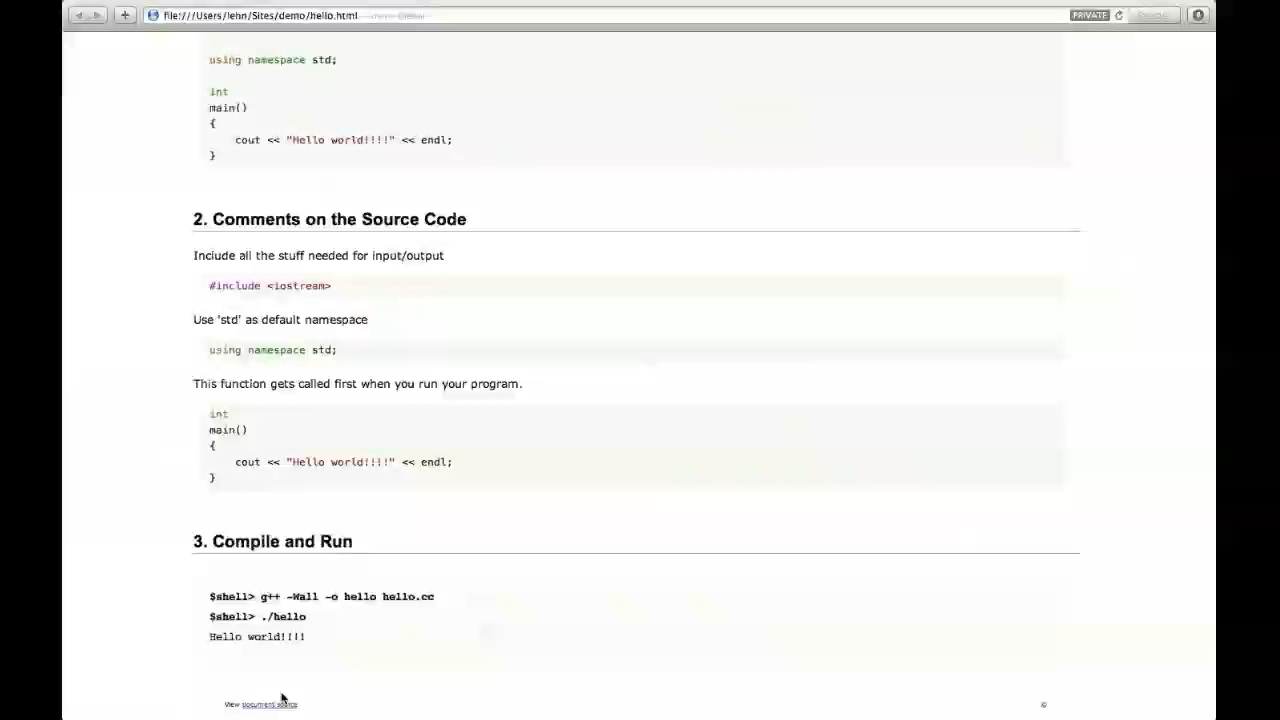 file:///Users/lehn/Sites/demo/hello.html
PRIVATE
using namespace std;
int
main()
{
cout << "Hello world!!!!" << endl;
}
2. Comments on the Source Code
Include all the stuff needed for input/output
#include <iostream>
Use 'std' as default namespace
using namespace std;
This function gets called first when you run your program.
int
main()
{
cout << "Hello world!!!!" << endl;
}
3. Compile and Run
$shell> g++ -Wall -o hello hello.cc
$shell> ./hello
Hello world!!!!
View document source
©